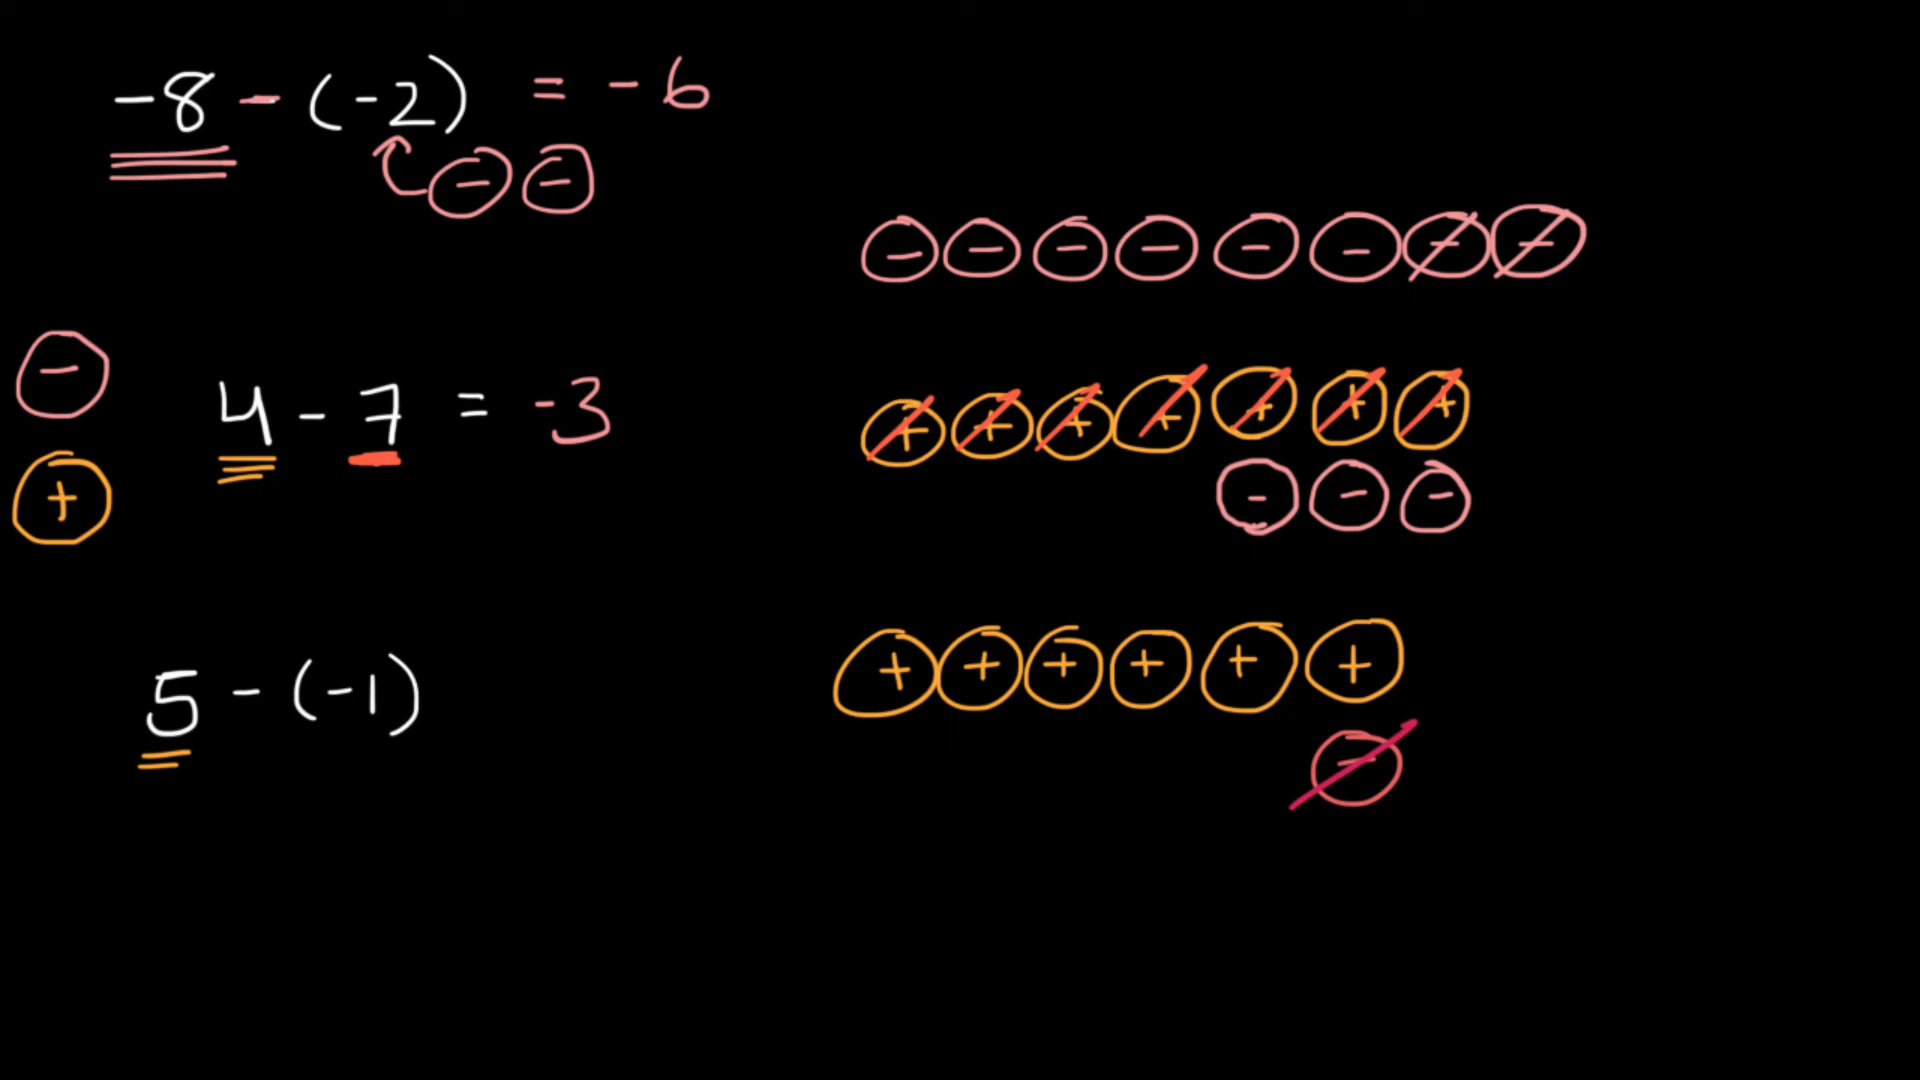 -8 - (-2) = -6
- -
- - - - - - - -
-
4 - 7 = -3
+ + + + + + +
+
- - -
5 - (-1)
+ + + + + +
-